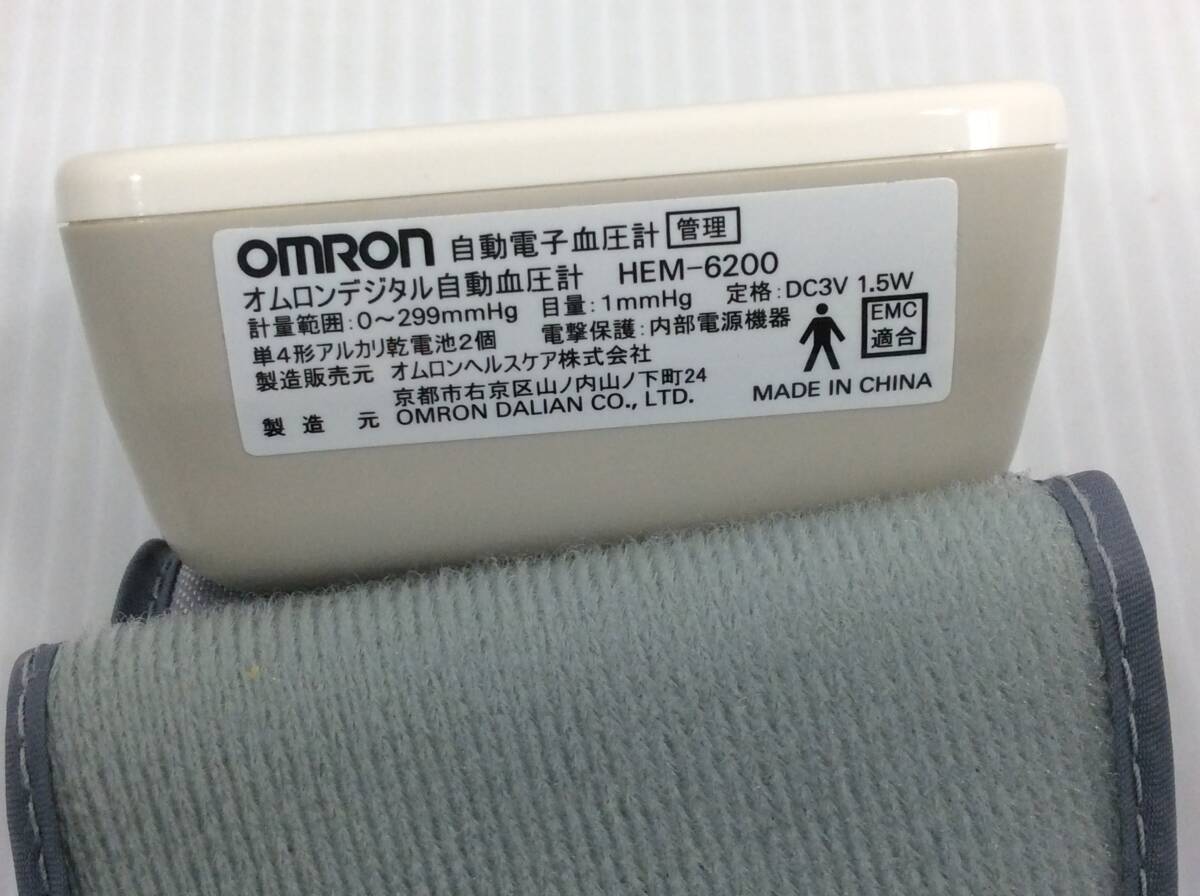 OMRON 自動電子血圧計 管理
オムロンデジタル自動血圧計 HEM-6200
計量範囲:0～299mmHg 目量:1mmHg 定格:DC3V 1.5W
単4形アルカリ乾電池2個 電撃保護:内部電源機器
EMC
適合
製造販売元 オムロンヘルスケア株式会社
京都市右京区山ノ内山ノ下町24
製造元 OMRON DALIAN CO., LTD.
MADE IN CHINA